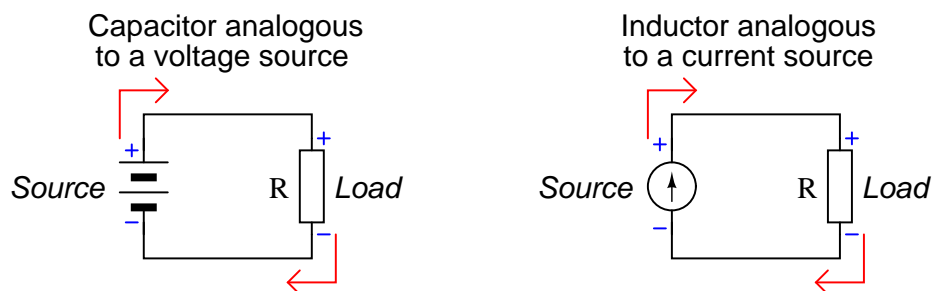 Capacitor analogous
to a voltage source
+
+
Source
R
Load
−
−
Inductor analogous
to a current source
+
+
Source
R
Load
−
−